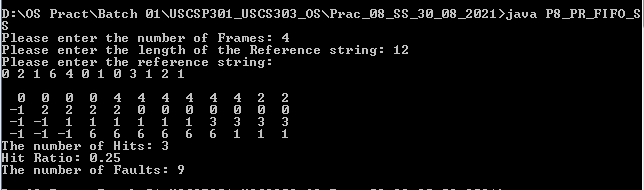 D:\OS Pract\Batch 01\USCSP301_USCS303_OS\Prac_08_SS_30_08_2021>java P8_PR_FIFO_S
S
Please enter the number of Frames: 4
Please enter the length of the Reference string: 12
Please enter the reference string:
0 2 1 6 4 0 1 0 3 1 2 1
0 0 0 0 4 4 4 4 4 4 2 2
-1 2 2 2 2 0 0 0 0 0 0 0
-1 -1 1 1 1 1 1 1 3 3 3 3
-1 -1 -1 6 6 6 6 6 6 1 1 1
The number of Hits: 3
Hit Ratio: 0.25
The number of Faults: 9